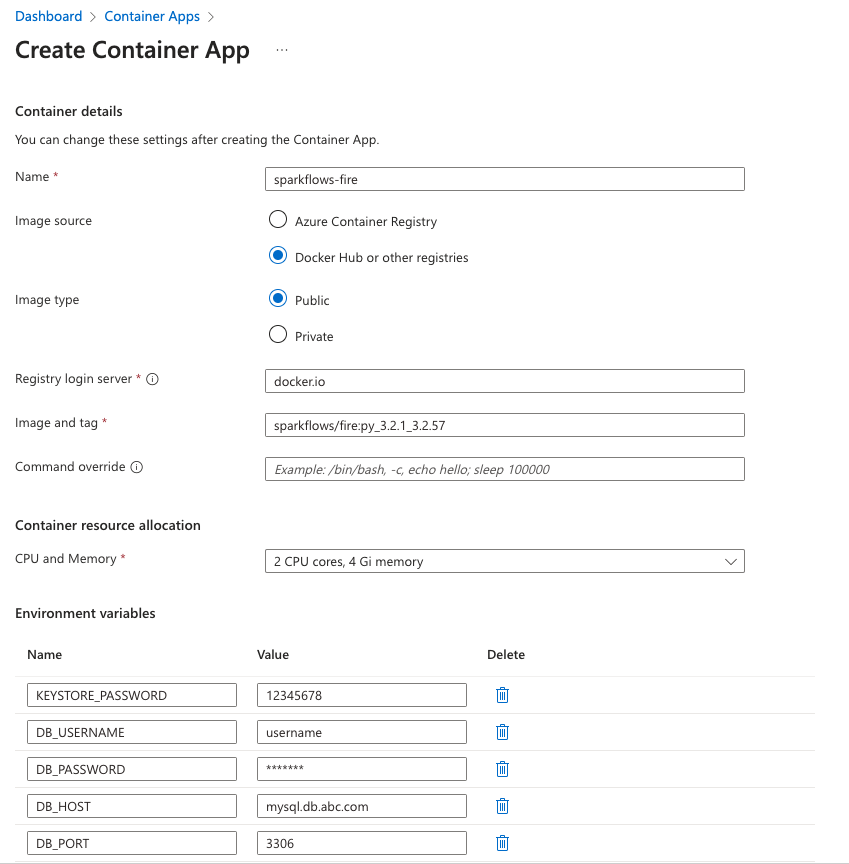 Dashboard > Container Apps >
Create Container App ...
Container details
You can change these settings after creating the Container App.
Name * sparkflows-fire
Image source Azure Container Registry
Docker Hub or other registries
Image type Public
Private
Registry login server * docker.io
Image and tag * sparkflows/fire:py_3.2.1_3.2.57
Command override Example: /bin/bash, -c, echo hello; sleep 100000
Container resource allocation
CPU and Memory * 2 CPU cores, 4 Gi memory
Environment variables
Name Value Delete
KEYSTORE_PASSWORD 12345678
DB_USERNAME username
DB_PASSWORD *******
DB_HOST mysql.db.abc.com
DB_PORT 3306